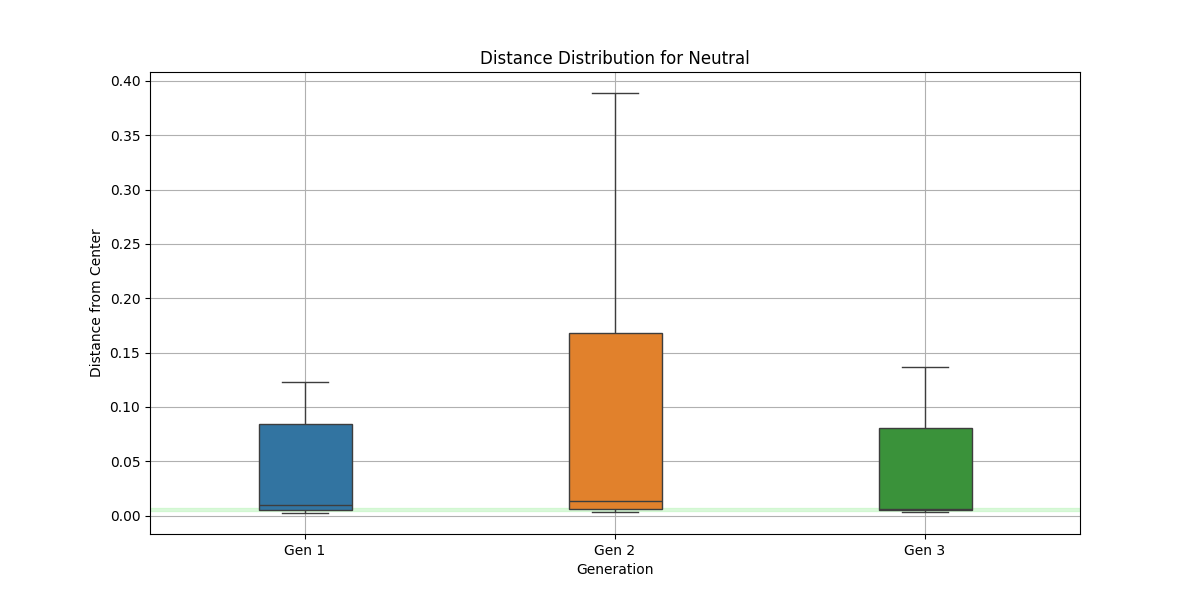 Distance Distribution for Neutral
0.40
0.35
0.30
0.25
0.20
0.15
0.10
0.05
0.00
Distance from Center
Gen 1 Gen 2 Gen 3
Generation